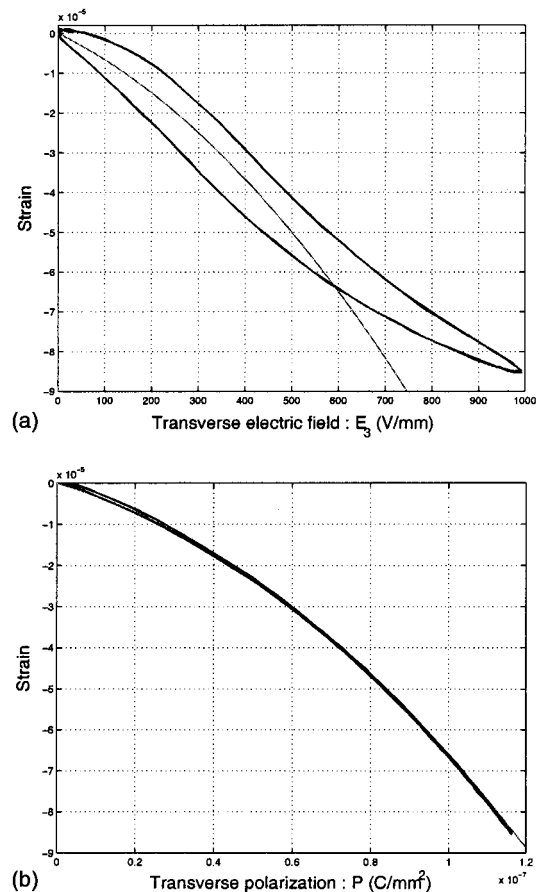 x 10⁻⁵
0
-1
-2
-3
-4
-5
-6
-7
-8
-9
Strain
0 100 200 300 400 500 600 700 800 900 1000
(a) Transverse electric field : E₃ (V/mm)
x 10⁻⁵
0
-1
-2
-3
-4
-5
-6
-7
-8
-9
Strain
0 0.2 0.4 0.6 0.8 1 1.2
x 10⁻⁷
(b) Transverse polarization : P (C/mm²)